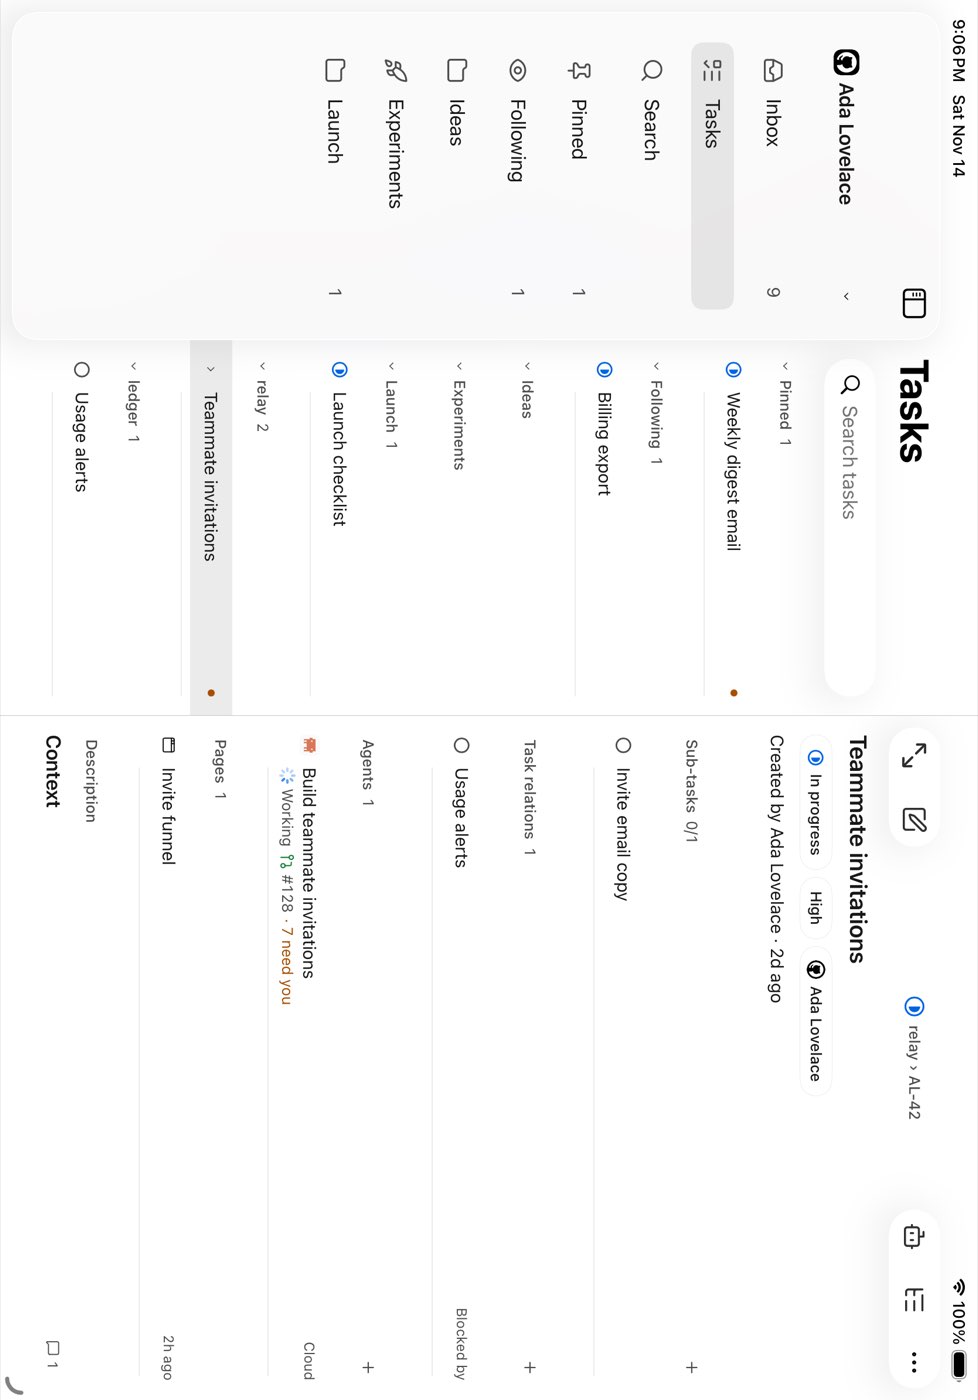 9:06 PM Sat Nov 14
100%
Ada Lovelace
Inbox 9
Tasks
Search
Pinned 1
Following 1
Ideas
Experiments
Launch 1
Tasks
Search tasks
Pinned 1
Weekly digest email
Following 1
Billing export
Ideas
Experiments
Launch 1
Launch checklist
relay 2
Teammate invitations
ledger 1
Usage alerts
relay › AL-42
Teammate invitations
In progress High Ada Lovelace
Created by Ada Lovelace · 2d ago
Sub-tasks 0/1
Invite email copy
Task relations 1
Usage alerts Blocked by
Agents 1
Build teammate invitations Cloud
Working #128 · 7 need you
Pages 1
Invite funnel 2h ago
Description
Context 1